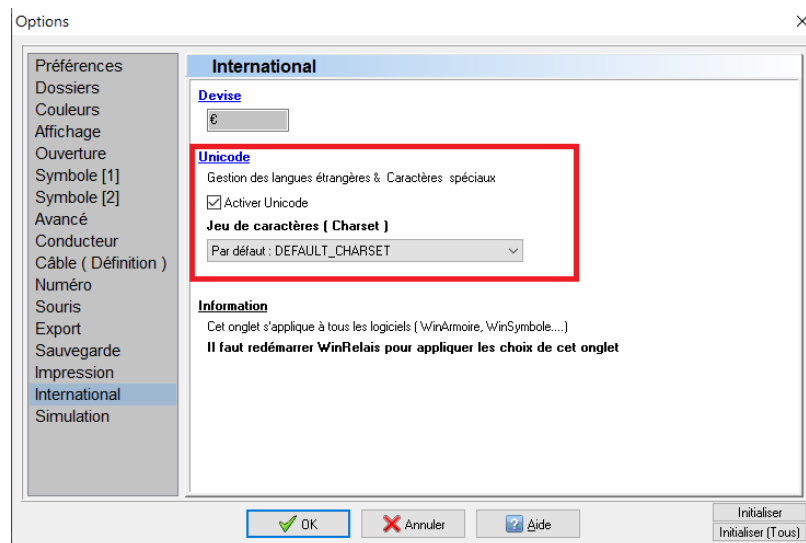 Options
Préférences
Dossiers
Couleurs
Affichage
Ouverture
Symbole [1]
Symbole [2]
Avancé
Conducteur
Câble ( Définition )
Numéro
Souris
Export
Sauvegarde
Impression
International
Simulation
International
Devise
€
Unicode
Gestion des langues étrangères & Caractères spéciaux
Activer Unicode
Jeu de caractères ( Charset )
Par défaut : DEFAULT_CHARSET
Information
Cet onglet s'applique à tous les logiciels ( WinArmoire, WinSymbole....)
Il faut redémarrer WinRelais pour appliquer les choix de cet onglet
OK
Annuler
Aide
Initialiser
Initialiser (Tous)